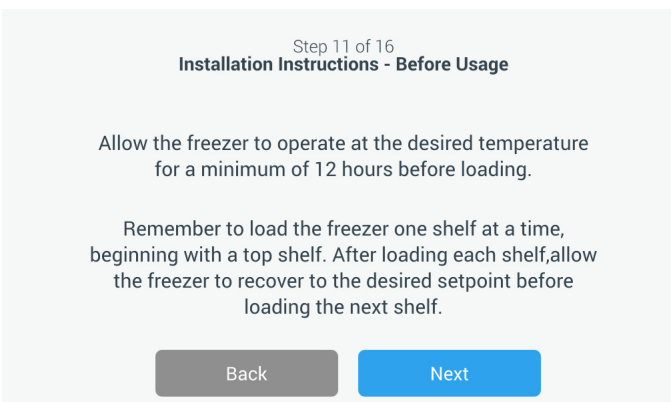 Step 11 of 16
Installation Instructions - Before Usage
Allow the freezer to operate at the desired temperature
for a minimum of 12 hours before loading.
Remember to load the freezer one shelf at a time,
beginning with a top shelf. After loading each shelf,allow
the freezer to recover to the desired setpoint before
loading the next shelf.
Back
Next